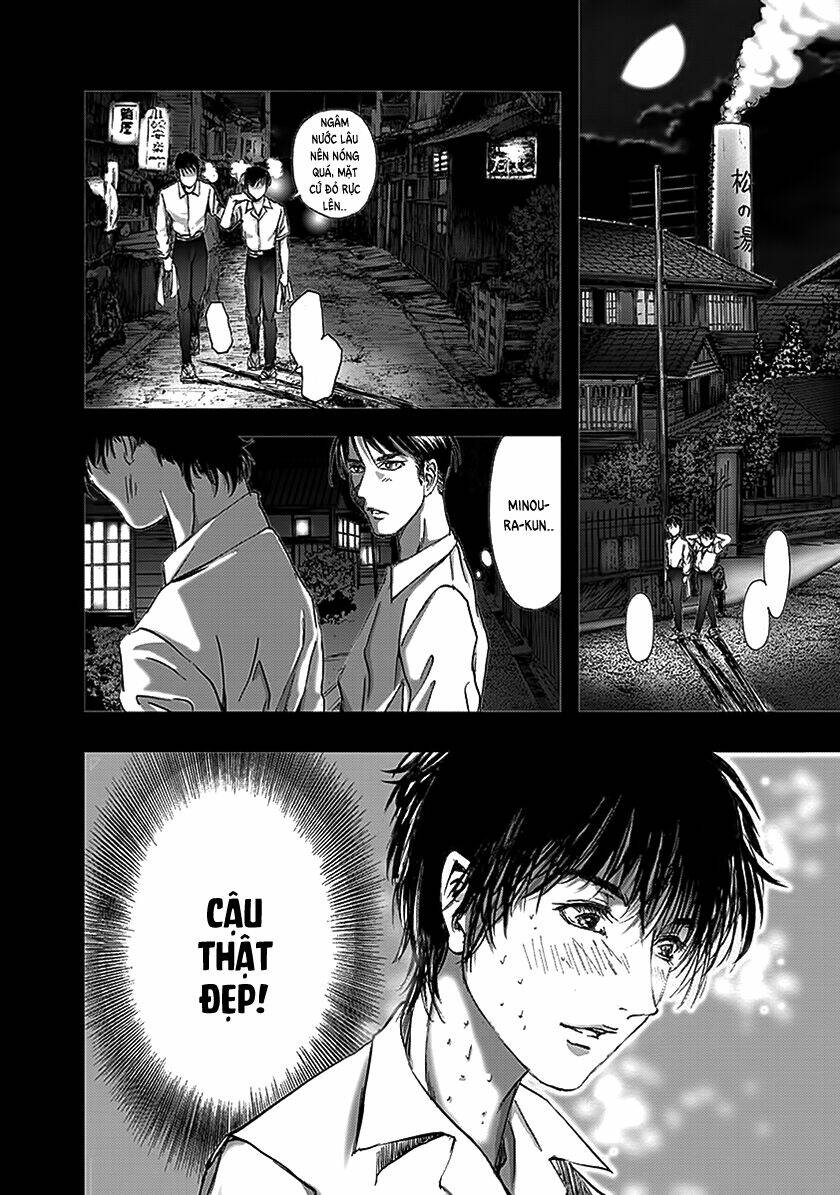 松の湯
NGÂM
NƯỚC LÂU
NÊN NÓNG
QUÁ, MẶT
CỨ ĐỎ RỰC
LÊN..
MINOU-
RA-KUN..
CẬU
THẬT
ĐẸP!